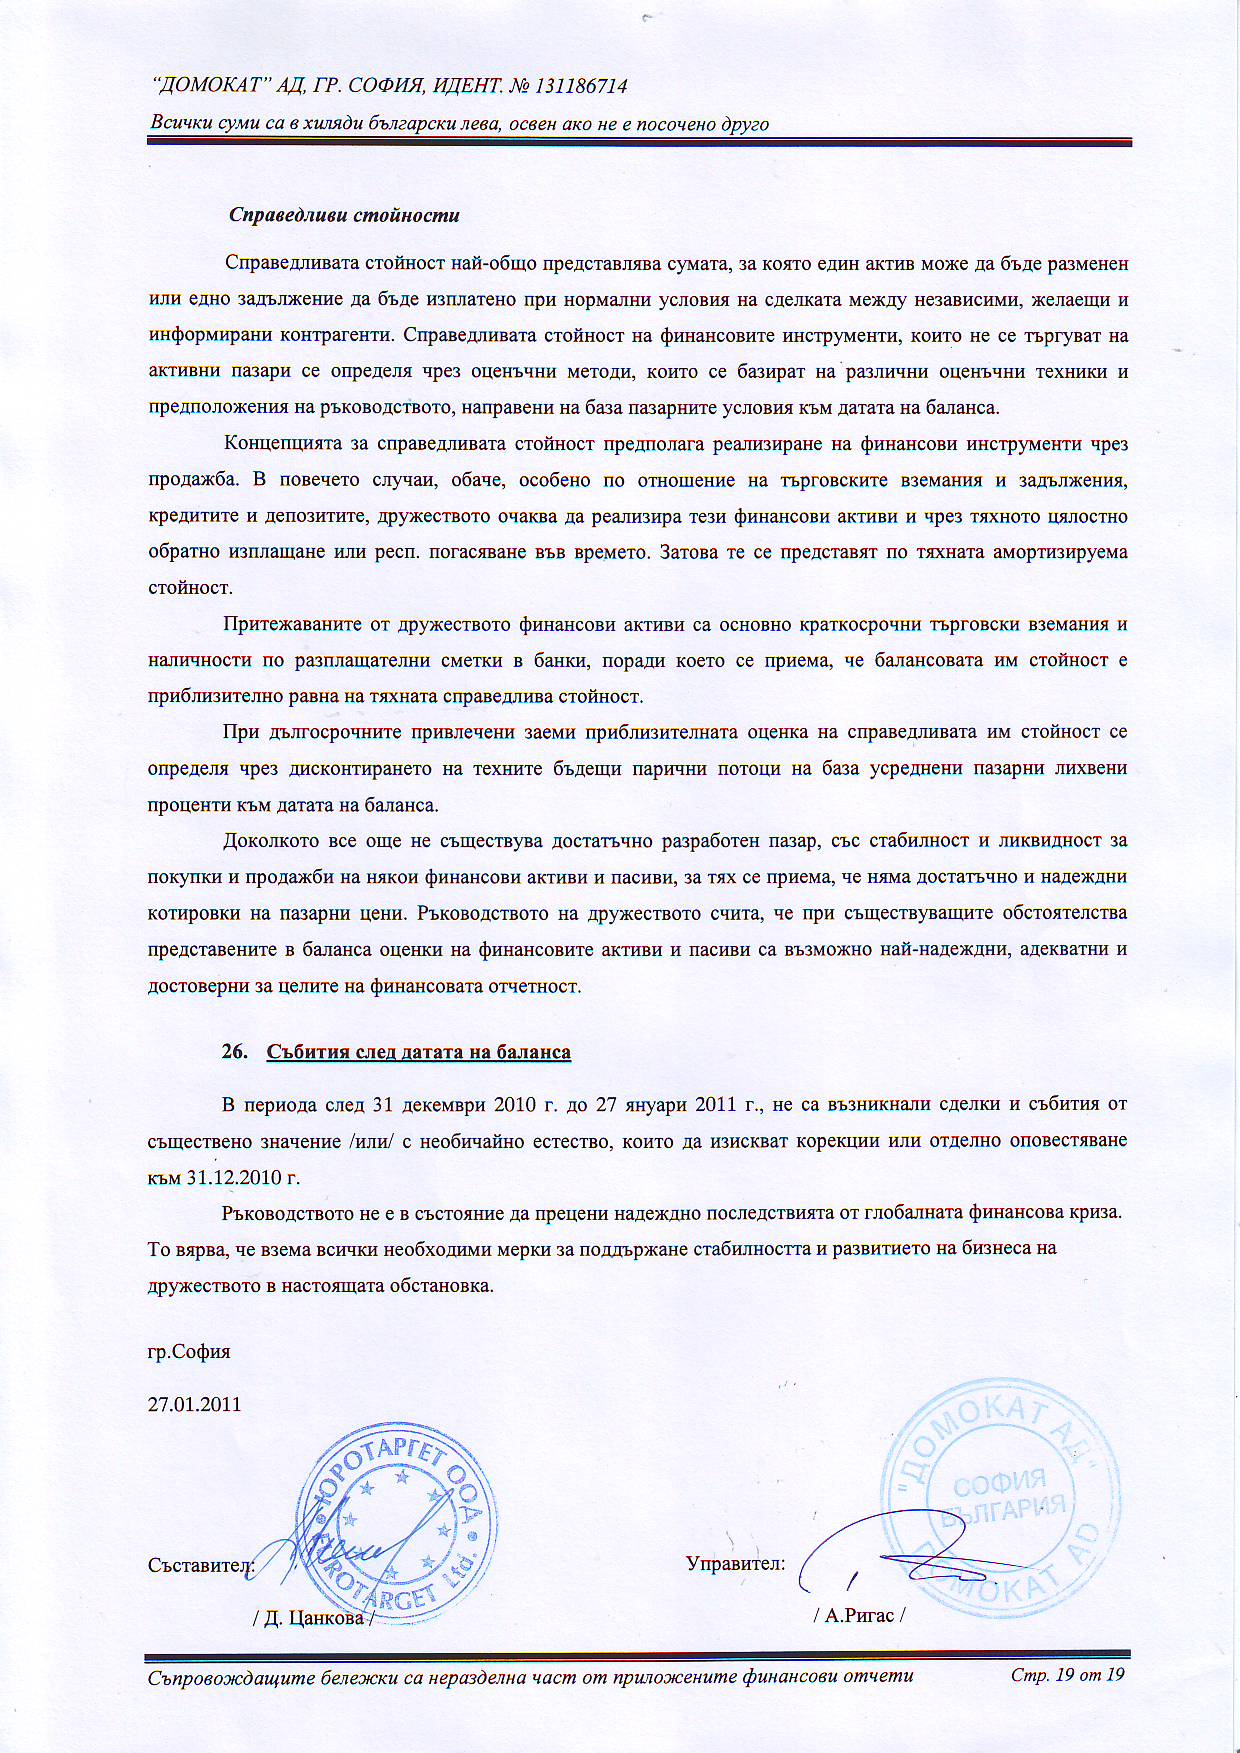 “ДОМОКАТ” АД, ГР. СОФИЯ, ИДЕНТ. № 131186714
Всички суми са в хиляди български лева, освен ако не е посочено друго
Справедливи стойности
Справедливата стойност най-общо представлява сумата, за която един актив може да бъде разменен
или едно задължение да бъде изплатено при нормални условия на сделката между независими, желаещи и
информирани контрагенти. Справедливата стойност на финансовите инструменти, които не се търгуват на
активни пазари се определя чрез оценъчни методи, които се базират на различни оценъчни техники и
предположения на ръководството, направени на база пазарните условия към датата на баланса.
Концепцията за справедливата стойност предполага реализиране на финансови инструменти чрез
продажба. В повечето случаи, обаче, особено по отношение на търговските вземания и задължения,
кредитите и депозитите, дружеството очаква да реализира тези финансови активи и чрез тяхното цялостно
обратно изплащане или респ. погасяване във времето. Затова те се представят по тяхната амортизируема
стойност.
Притежаваните от дружеството финансови активи са основно краткосрочни търговски вземания и
наличности по разплащателни сметки в банки, поради което се приема, че балансовата им стойност е
приблизително равна на тяхната справедлива стойност.
При дългосрочните привлечени заеми приблизителната оценка на справедливата им стойност се
определя чрез дисконтирането на техните бъдещи парични потоци на база усреднени пазарни лихвени
проценти към датата на баланса.
Доколкото все още не съществува достатъчно разработен пазар, със стабилност и ликвидност за
покупки и продажби на някои финансови активи и пасиви, за тях се приема, че няма достатъчно и надеждни
котировки на пазарни цени. Ръководството на дружеството счита, че при съществуващите обстоятелства
представените в баланса оценки на финансовите активи и пасиви са възможно най-надеждни, адекватни и
достоверни за целите на финансовата отчетност.
26. Събития след датата на баланса
В периода след 31 декември 2010 г. до 27 януари 2011 г., не са възникнали сделки и събития от
съществено значение /или/ с необичайно естество, които да изискват корекции или отделно оповестяване
към 31.12.2010 г.
Ръководството не е в състояние да прецени надеждно последствията от глобалната финансова криза.
То вярва, че взема всички необходими мерки за поддържане стабилността и развитието на бизнеса на
дружеството в настоящата обстановка.
гр.София
27.01.2011
ЮРОТАРГЕТ ООД
EUROTARGET Ltd.
"ДОМОКАТ АД"
СОФИЯ
БЪЛГАРИЯ
DOMOKAT AD
Съставител:
Управител:
/ Д. Цанкова /
/ А.Ригас /
Съпровождащите бележки са неразделна част от приложените финансови отчети
Стр. 19 от 19